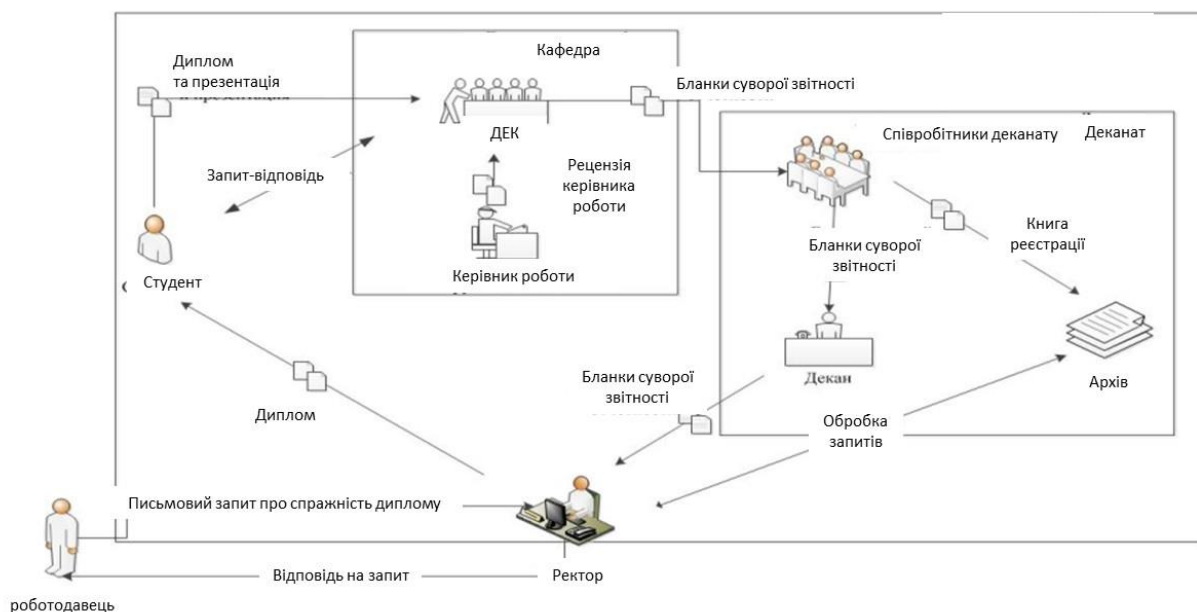 Кафедра
Диплом
та презентація
Бланки суворої звітності
ДЕК
Співробітники деканату
Деканат
Запит-відповідь
Рецензія
керівника
роботи
Книга
реєстрації
Бланки суворої
звітності
Студент
Керівник роботи
Бланки суворої
звітності
Декан
Архів
Диплом
Обробка
запитів
Письмовий запит про спражність диплому
Відповідь на запит
Ректор
роботодавець